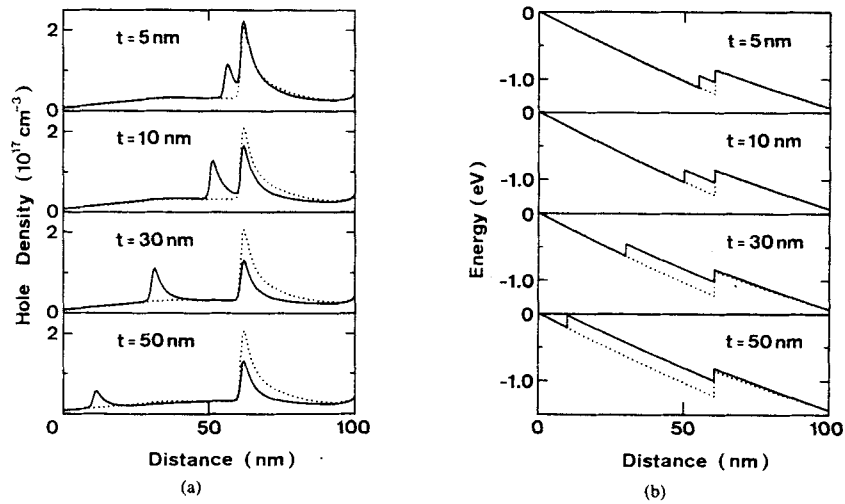 Hole Density (10^17 cm^-3)
2
t = 5 nm
0
2
t = 10 nm
0
2
t = 30 nm
0
2
t = 50 nm
0
0 50 100
Distance (nm)
(a)
Energy (eV)
0
t = 5 nm
-1.0
0
t = 10 nm
-1.0
0
t = 30 nm
-1.0
0
t = 50 nm
-1.0
0 50 100
Distance (nm)
(b)